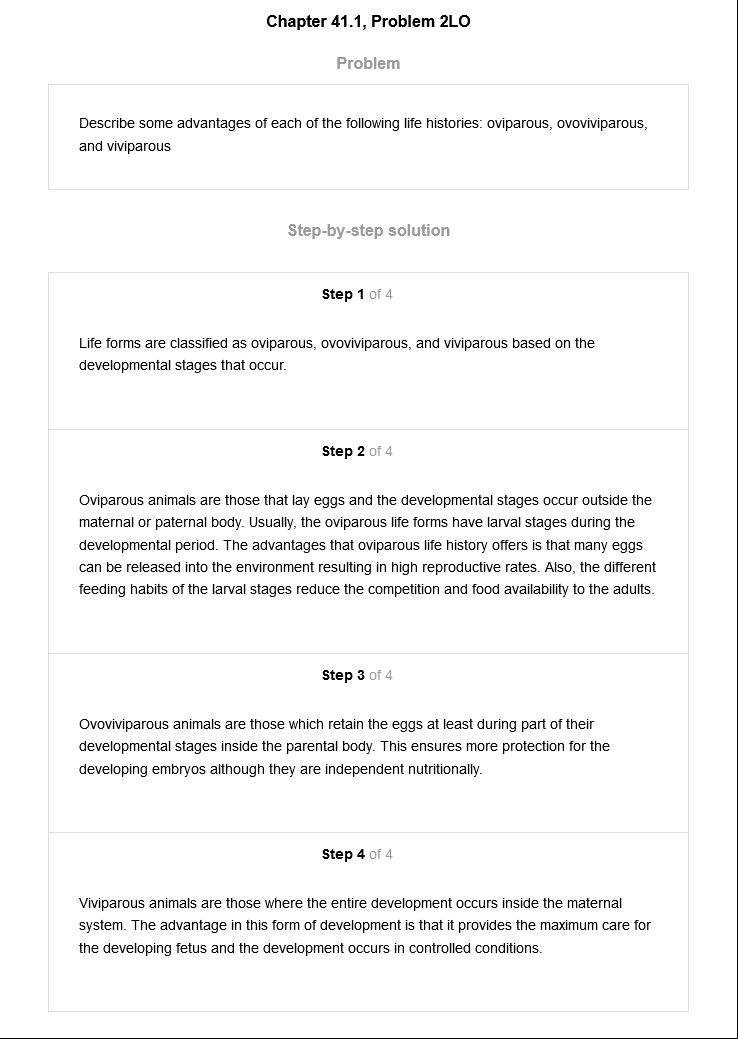 Chapter 41.1, Problem 2LO
Problem
Describe some advantages of each of the following life histories: oviparous, ovoviviparous,
and viviparous
Step-by-step solution
Step 1 of 4
Life forms are classified as oviparous, ovoviviparous, and viviparous based on the
developmental stages that occur.
Step 2 of 4
Oviparous animals are those that lay eggs and the developmental stages occur outside the
maternal or paternal body. Usually, the oviparous life forms have larval stages during the
developmental period. The advantages that oviparous life history offers is that many eggs
can be released into the environment resulting in high reproductive rates. Also, the different
feeding habits of the larval stages reduce the competition and food availability to the adults.
Step 3 of 4
Ovoviviparous animals are those which retain the eggs at least during part of their
developmental stages inside the parental body. This ensures more protection for the
developing embryos although they are independent nutritionally.
Step 4 of 4
Viviparous animals are those where the entire development occurs inside the maternal
system. The advantage in this form of development is that it provides the maximum care for
the developing fetus and the development occurs in controlled conditions.